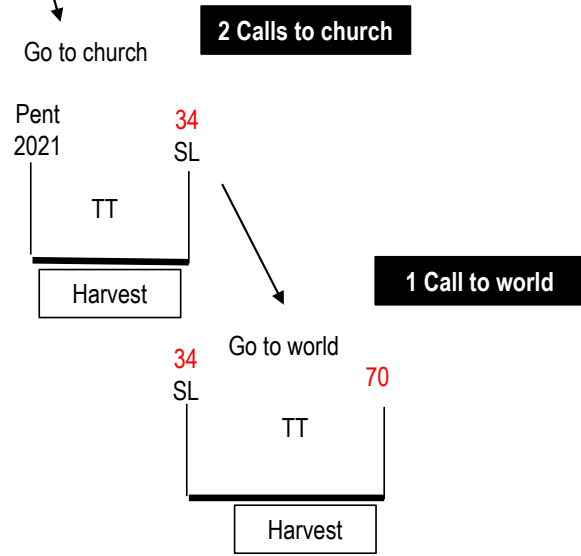 2 Calls to church
Go to church
Pent
2021
34
SL
TT
Harvest
1 Call to world
Go to world
34
SL
70
TT
Harvest